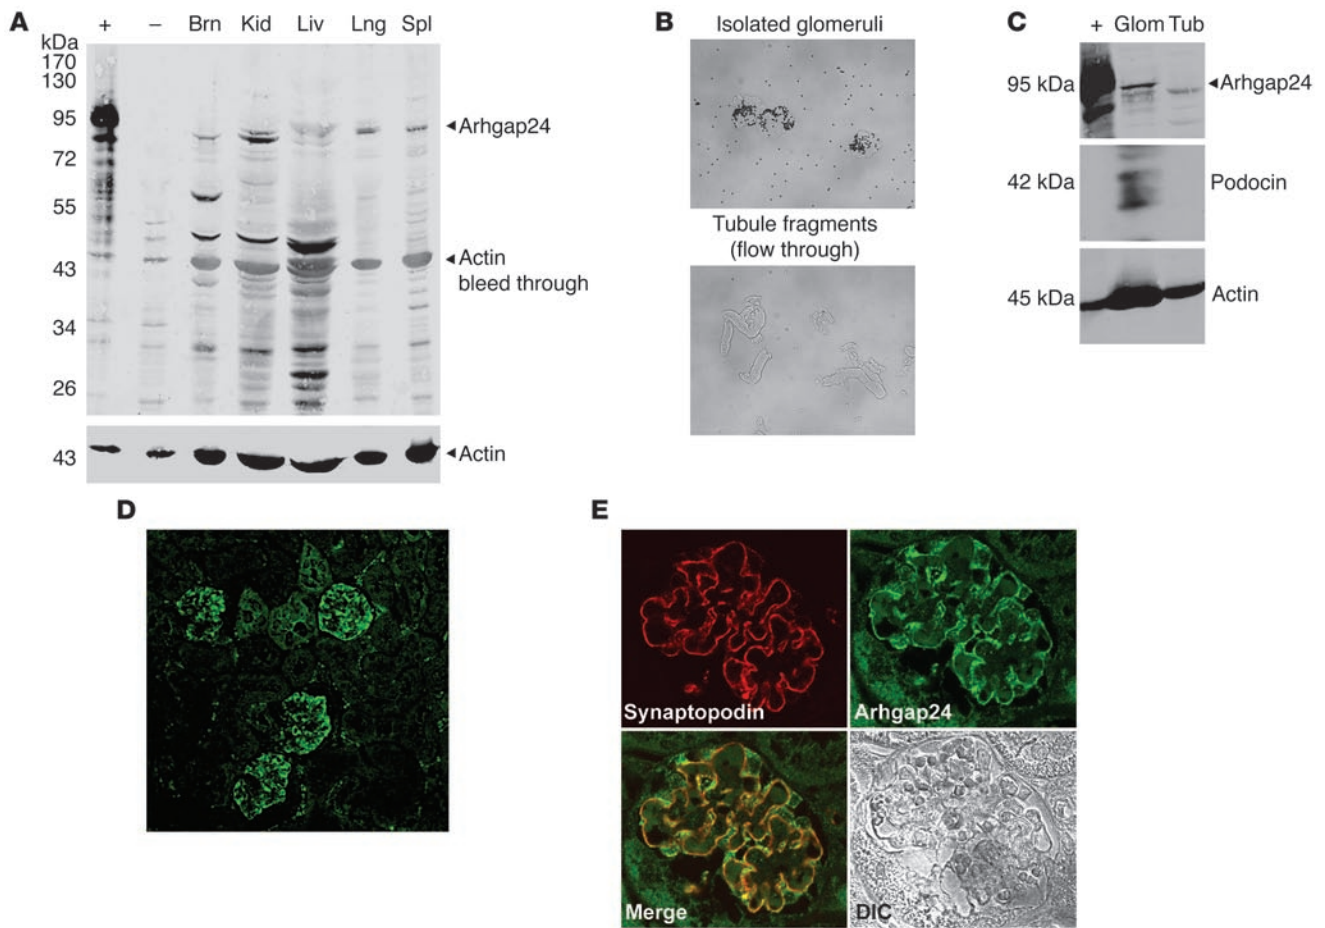 A
+ – Brn Kid Liv Lng Spl
kDa
170
130
95
72
55
43
34
26
Arhgap24
Actin
bleed through
43
Actin
B
Isolated glomeruli
Tubule fragments
(flow through)
C
+ Glom Tub
95 kDa
Arhgap24
42 kDa
Podocin
45 kDa
Actin
D
E
Synaptopodin
Arhgap24
Merge
DIC